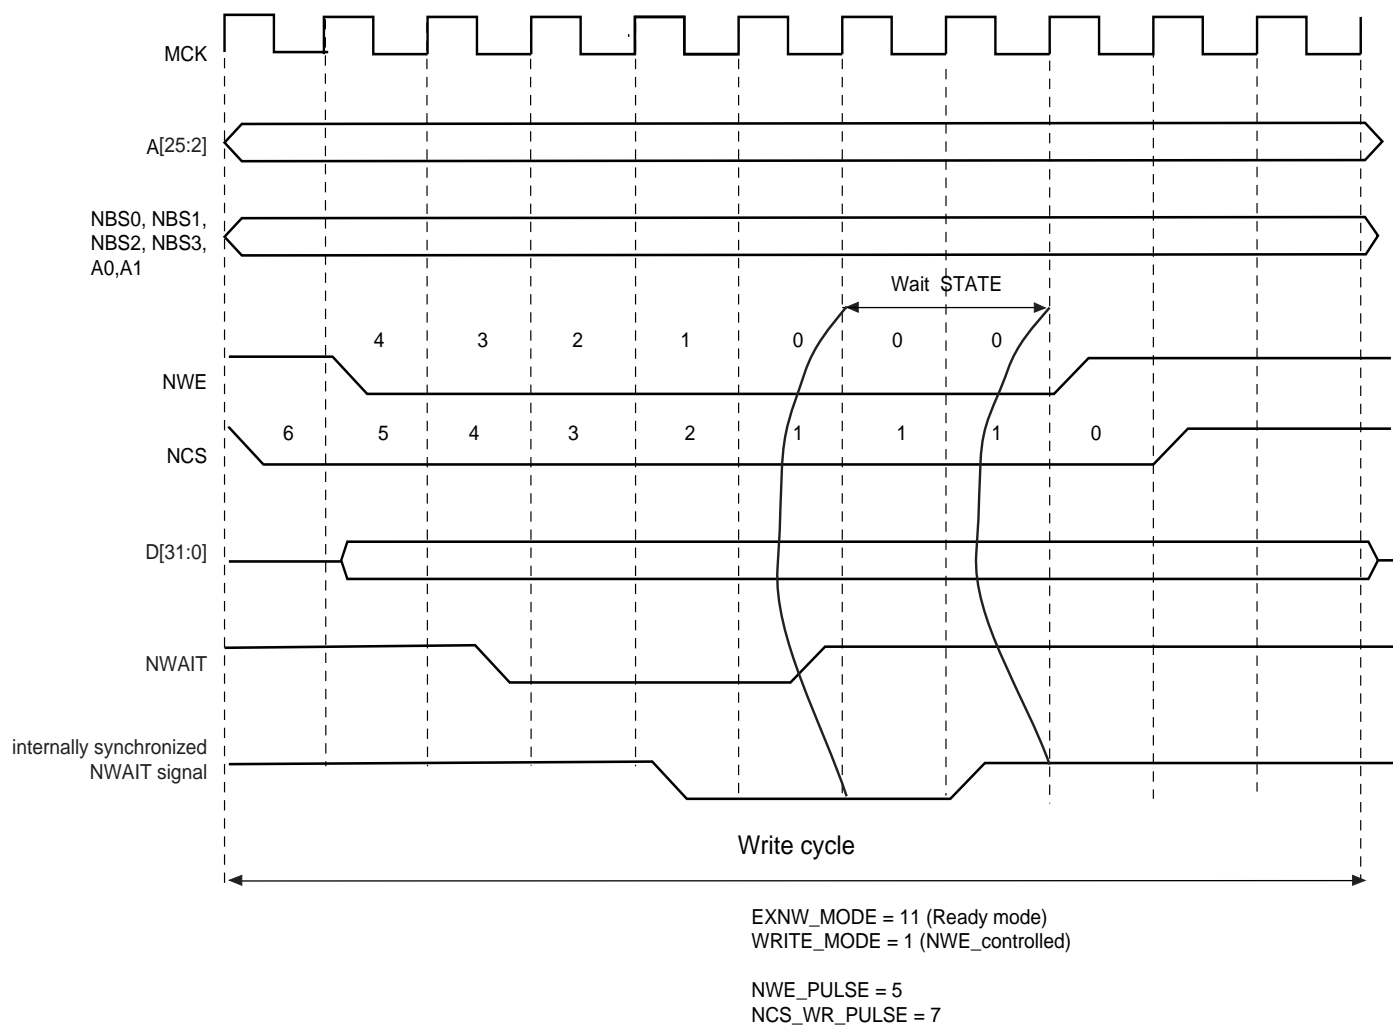 MCK
A[25:2]
NBS0, NBS1,
NBS2, NBS3,
A0,A1
Wait STATE
4 3 2 1 0 0 0
NWE
6 5 4 3 2 1 1 1 0
NCS
D[31:0]
NWAIT
internally synchronized
NWAIT signal
Write cycle
EXNW_MODE = 11 (Ready mode)
WRITE_MODE = 1 (NWE_controlled)
NWE_PULSE = 5
NCS_WR_PULSE = 7